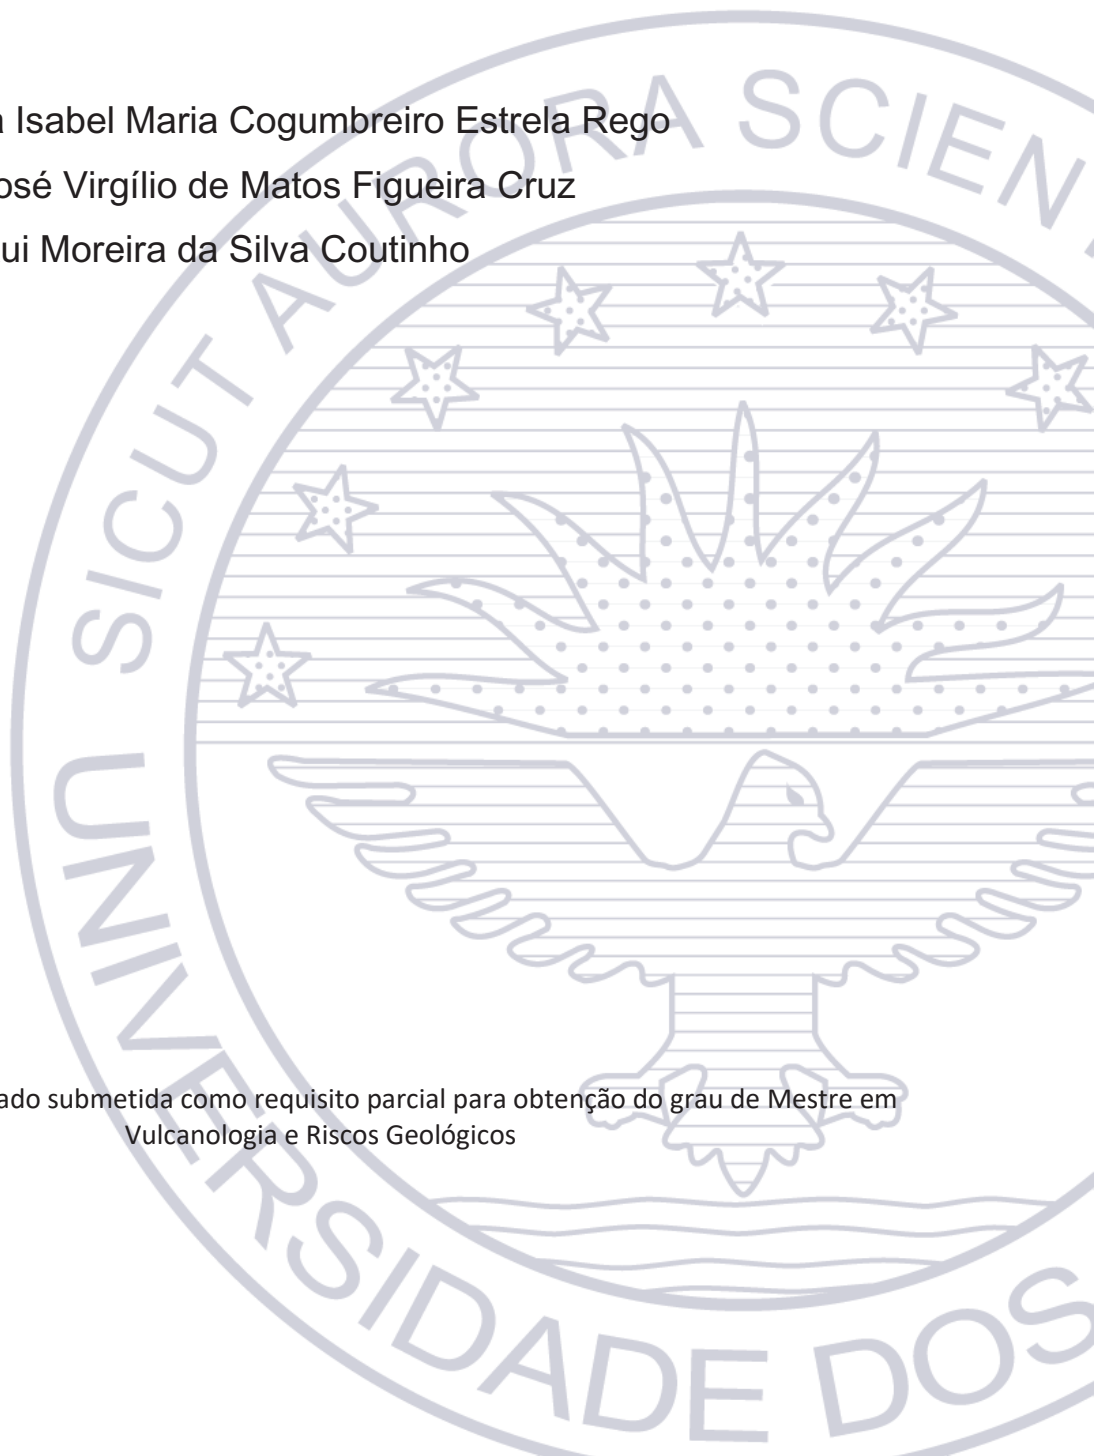 a Isabel Maria Cogumbreiro Estrela Rego
osé Virgílio de Matos Figueira Cruz
ui Moreira da Silva Coutinho
SICUT AURORA SCIEN
ado submetida como requisito parcial para obtenção do grau de Mestre em
Vulcanologia e Riscos Geológicos
UNIVERSIDADE DOS